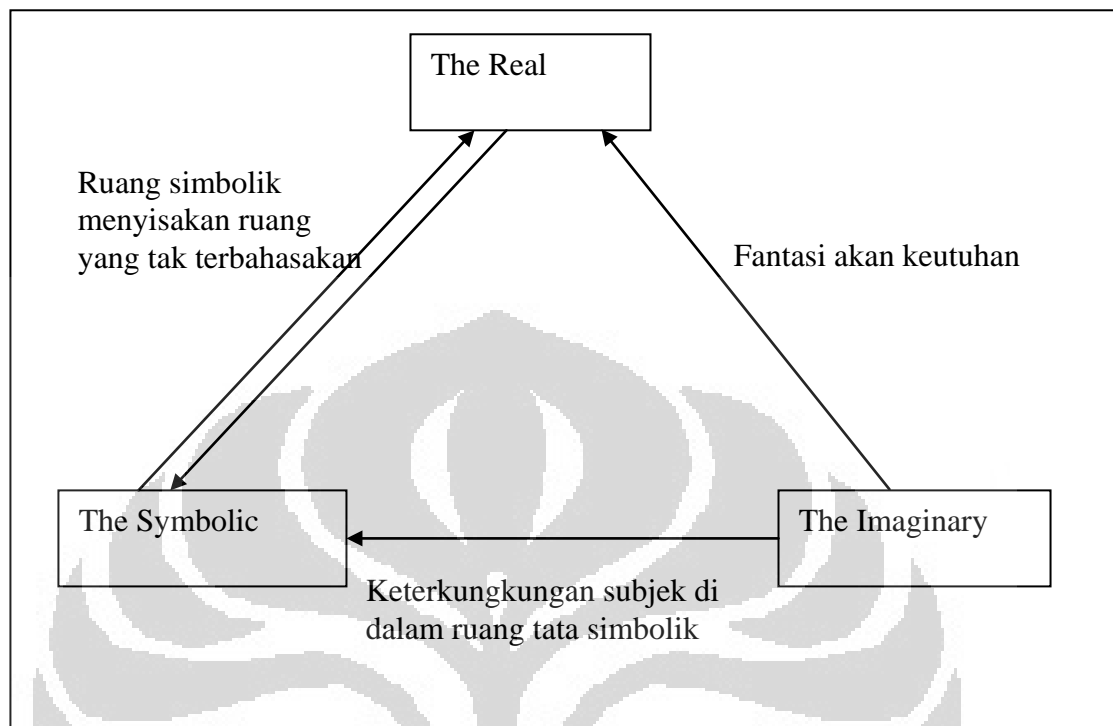 The Real
Ruang simbolik
menyisakan ruang
yang tak terbahasakan
Fantasi akan keutuhan
The Symbolic
The Imaginary
Keterkungkungan subjek di
dalam ruang tata simbolik